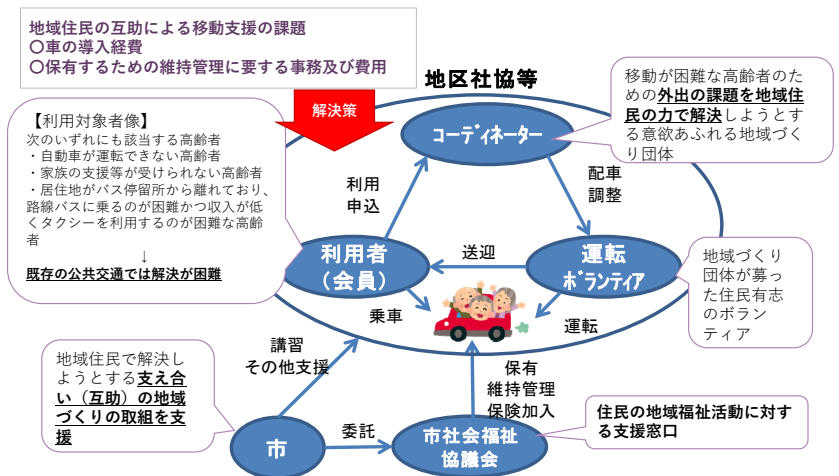 地域住民の互助による移動支援の課題
〇車の導入経費
〇保有するための維持管理に要する事務及び費用
解決策
地区社協等
コーディネーター
移動が困難な高齢者のた
めの外出の課題を地域住
民の力で解決しようとす
る意欲あふれる地域づく
り団体
【利用対象者像】
次のいずれにも該当する高齢者
・自動車が運転できない高齢者
・家族の支援等が受けられない高齢者
・居住地がバス停留所から離れており、
路線バスに乗るのが困難かつ収入が低
くタクシーを利用するのが困難な高齢
者
↓
既存の公共交通では解決が困難
利用
申込
配車
調整
利用者
（会員）
送迎
運転
ボランティア
地域づくり
団体が募っ
た住民有志
のボラン
ティア
乗車
運転
講習
その他支援
保有
維持管理
保険加入
地域住民で解決し
ようとする支え合
い（互助）の地域
づくりの取組を支
援
市
委託
市社会福祉
協議会
住民の地域福祉活動に対す
る支援窓口